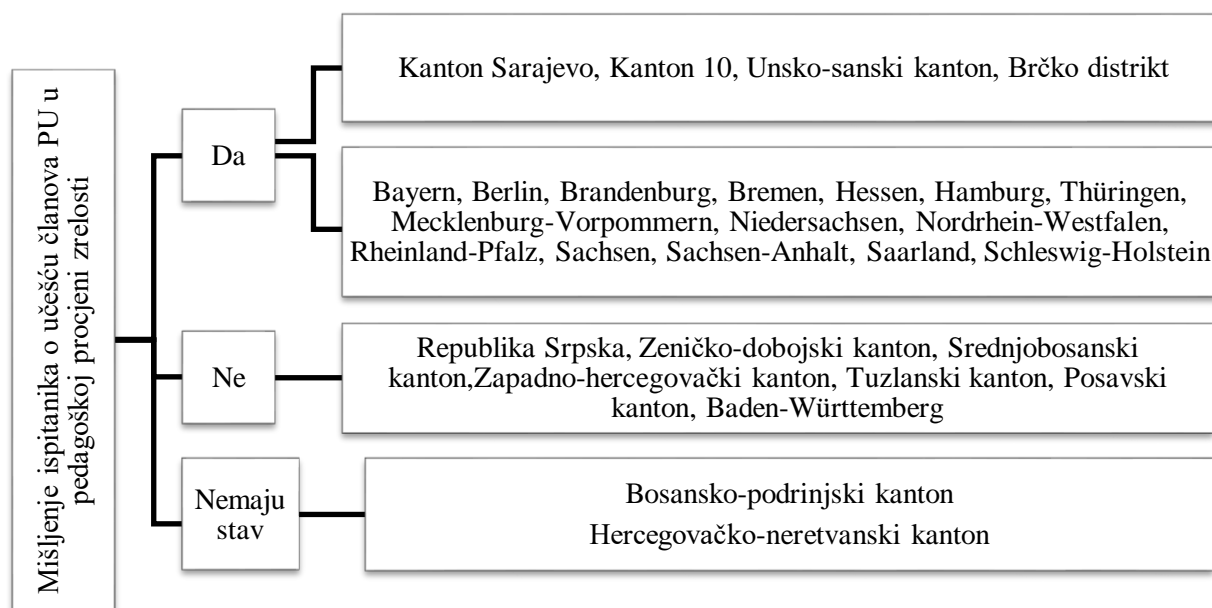 Mišljenje ispitanika o učešću članova PU u
pedagoškoj procjeni zrelosti
Da
Kanton Sarajevo, Kanton 10, Unsko-sanski kanton, Brčko distrikt
Bayern, Berlin, Brandenburg, Bremen, Hessen, Hamburg, Thüringen,
Mecklenburg-Vorpommern, Niedersachsen, Nordrhein-Westfalen,
Rheinland-Pfalz, Sachsen, Sachsen-Anhalt, Saarland, Schleswig-Holstein
Ne
Republika Srpska, Zeničko-dobojski kanton, Srednjobosanski
kanton,Zapadno-hercegovački kanton, Tuzlanski kanton, Posavski
kanton, Baden-Württemberg
Nemaju
stav
Bosansko-podrinjski kanton
Hercegovačko-neretvanski kanton